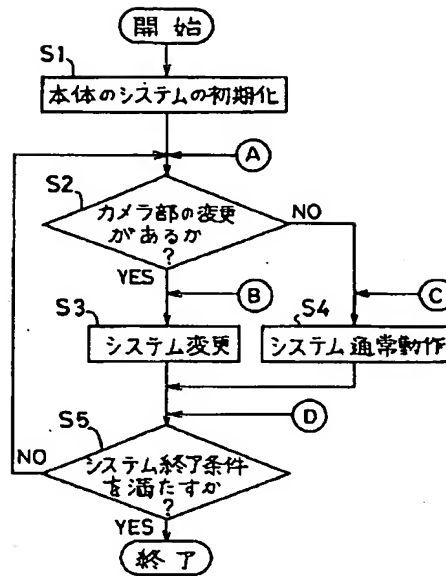 開始
S1
本体のシステムの初期化
A
S2
カメラ部の変更
があるか
?
NO
YES
B
C
S3
システム変更
S4
システム通常動作
D
S5
システム終了条件
を満たすか
?
NO
YES
終了